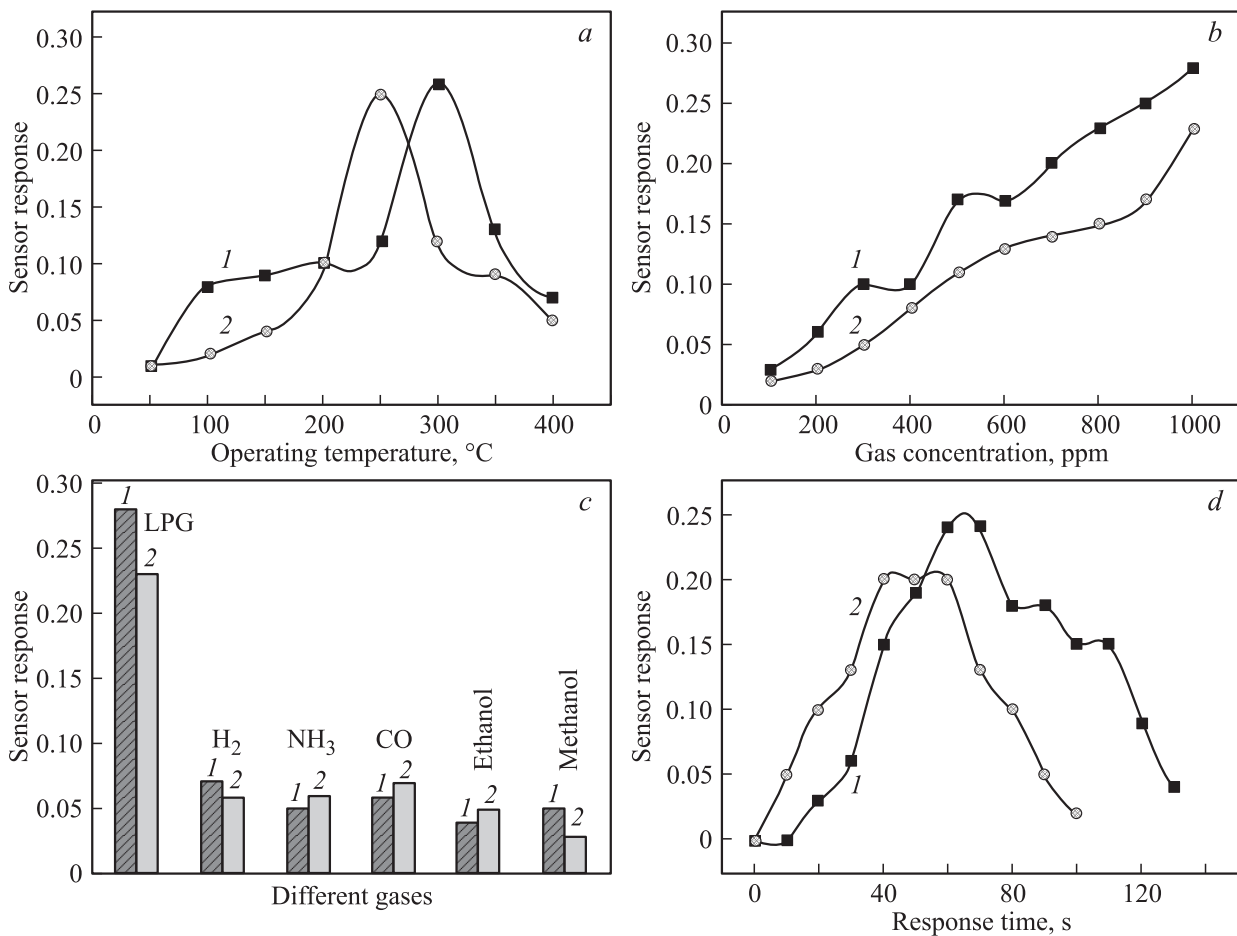 a
0.30
0.25
0.20
0.15
0.10
0.05
0
Sensor response
1
2
0 100 200 300 400
Operating temperature, °C
b
0.30
0.25
0.20
0.15
0.10
0.05
0
Sensor response
1
2
0 200 400 600 800 1000
Gas concentration, ppm
c
0.30
0.25
0.20
0.15
0.10
0.05
0
Sensor response
1
LPG
2
H2
1 2
NH3
1 2
CO
1 2
Ethanol
1 2
Methanol
1 2
Different gases
d
0.25
0.20
0.15
0.10
0.05
0
Sensor response
2
1
0 40 80 120
Response time, s